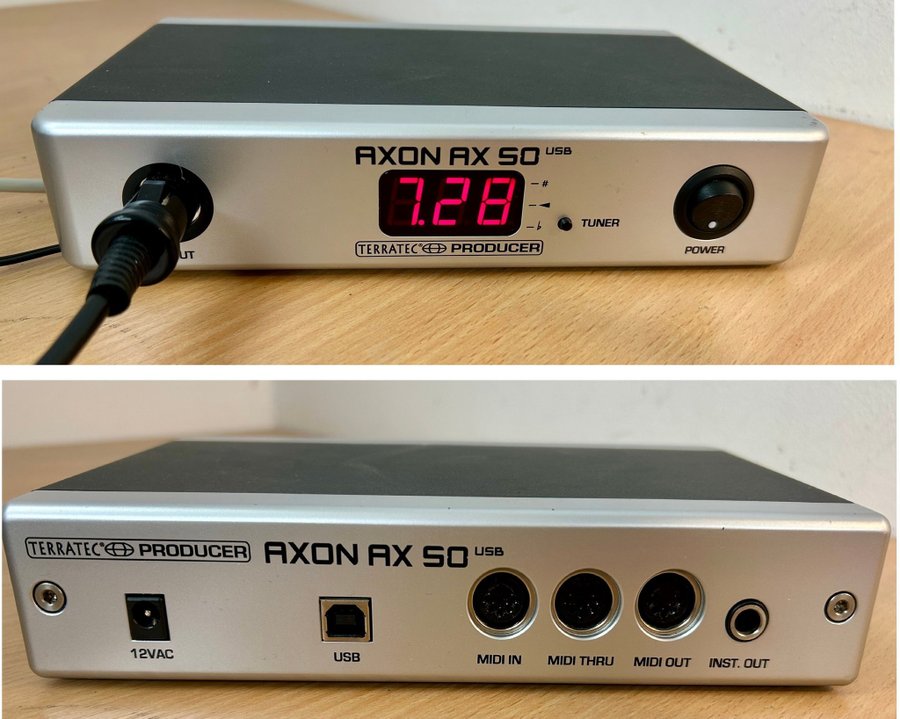 AXON AX 50 USB
7.28
#
♭
TUNER
TERRATEC® PRODUCER
UT
POWER
TERRATEC® PRODUCER AXON AX 50 USB
12VAC
USB
MIDI IN
MIDI THRU
MIDI OUT
INST. OUT